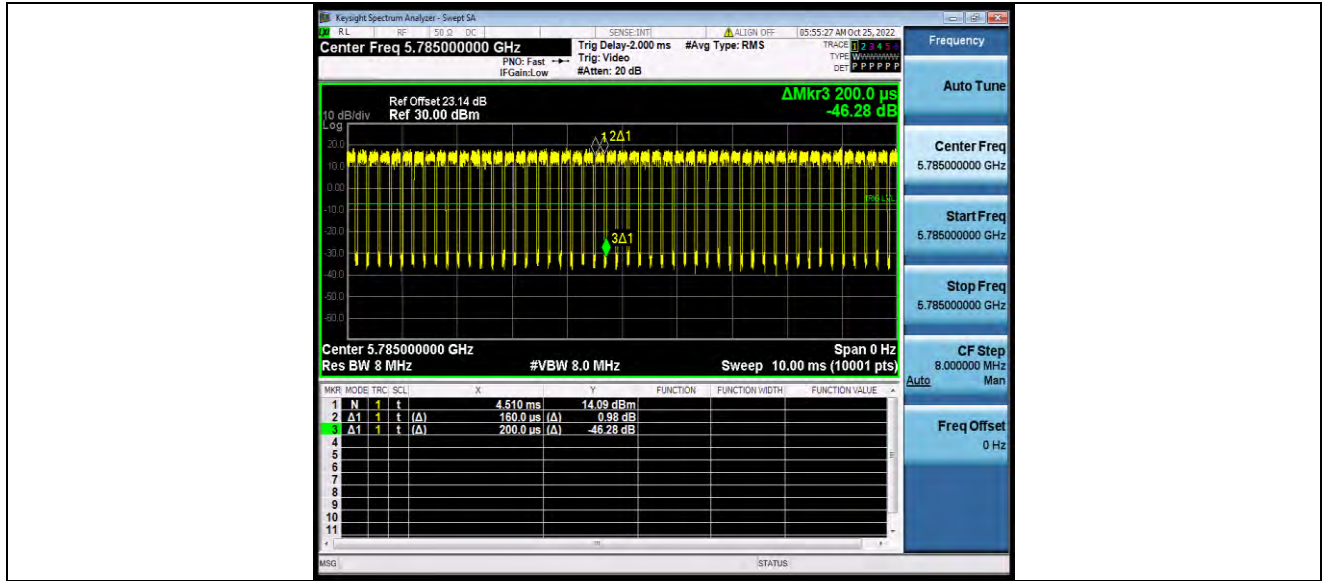 Keysight Spectrum Analyzer - Swept SA
RL RF 50 Ω DC SENSE:INT ALIGN OFF 05:55:27 AM Oct 25, 2022
Center Freq 5.785000000 GHz
PNO: Fast
IFGain:Low
Trig Delay-2.000 ms
Trig: Video
#Atten: 20 dB
#Avg Type: RMS
TRACE 1 2 3 4 5 6
TYPE WWWWWW
DET P P P P P P
ΔMkr3 200.0 µs
-46.28 dB
Ref Offset 23.14 dB
10 dB/div Ref 30.00 dBm
Log
20.0
10.0
0.00
-10.0
-20.0
-30.0
-40.0
-50.0
-60.0
1 2Δ1
TRIG LVL
3Δ1
Center 5.785000000 GHz Span 0 Hz
Res BW 8 MHz #VBW 8.0 MHz Sweep 10.00 ms (10001 pts)
MKR MODE TRC SCL X Y FUNCTION FUNCTION WIDTH FUNCTION VALUE
1 N 1 t 4.510 ms 14.09 dBm
2 Δ1 1 t (Δ) 160.0 µs (Δ) 0.98 dB
3 Δ1 1 t (Δ) 200.0 µs (Δ) -46.28 dB
4
5
6
7
8
9
10
11
MSG STATUS
Frequency
Auto Tune
Center Freq
5.785000000 GHz
Start Freq
5.785000000 GHz
Stop Freq
5.785000000 GHz
CF Step
8.000000 MHz
Auto Man
Freq Offset
0 Hz